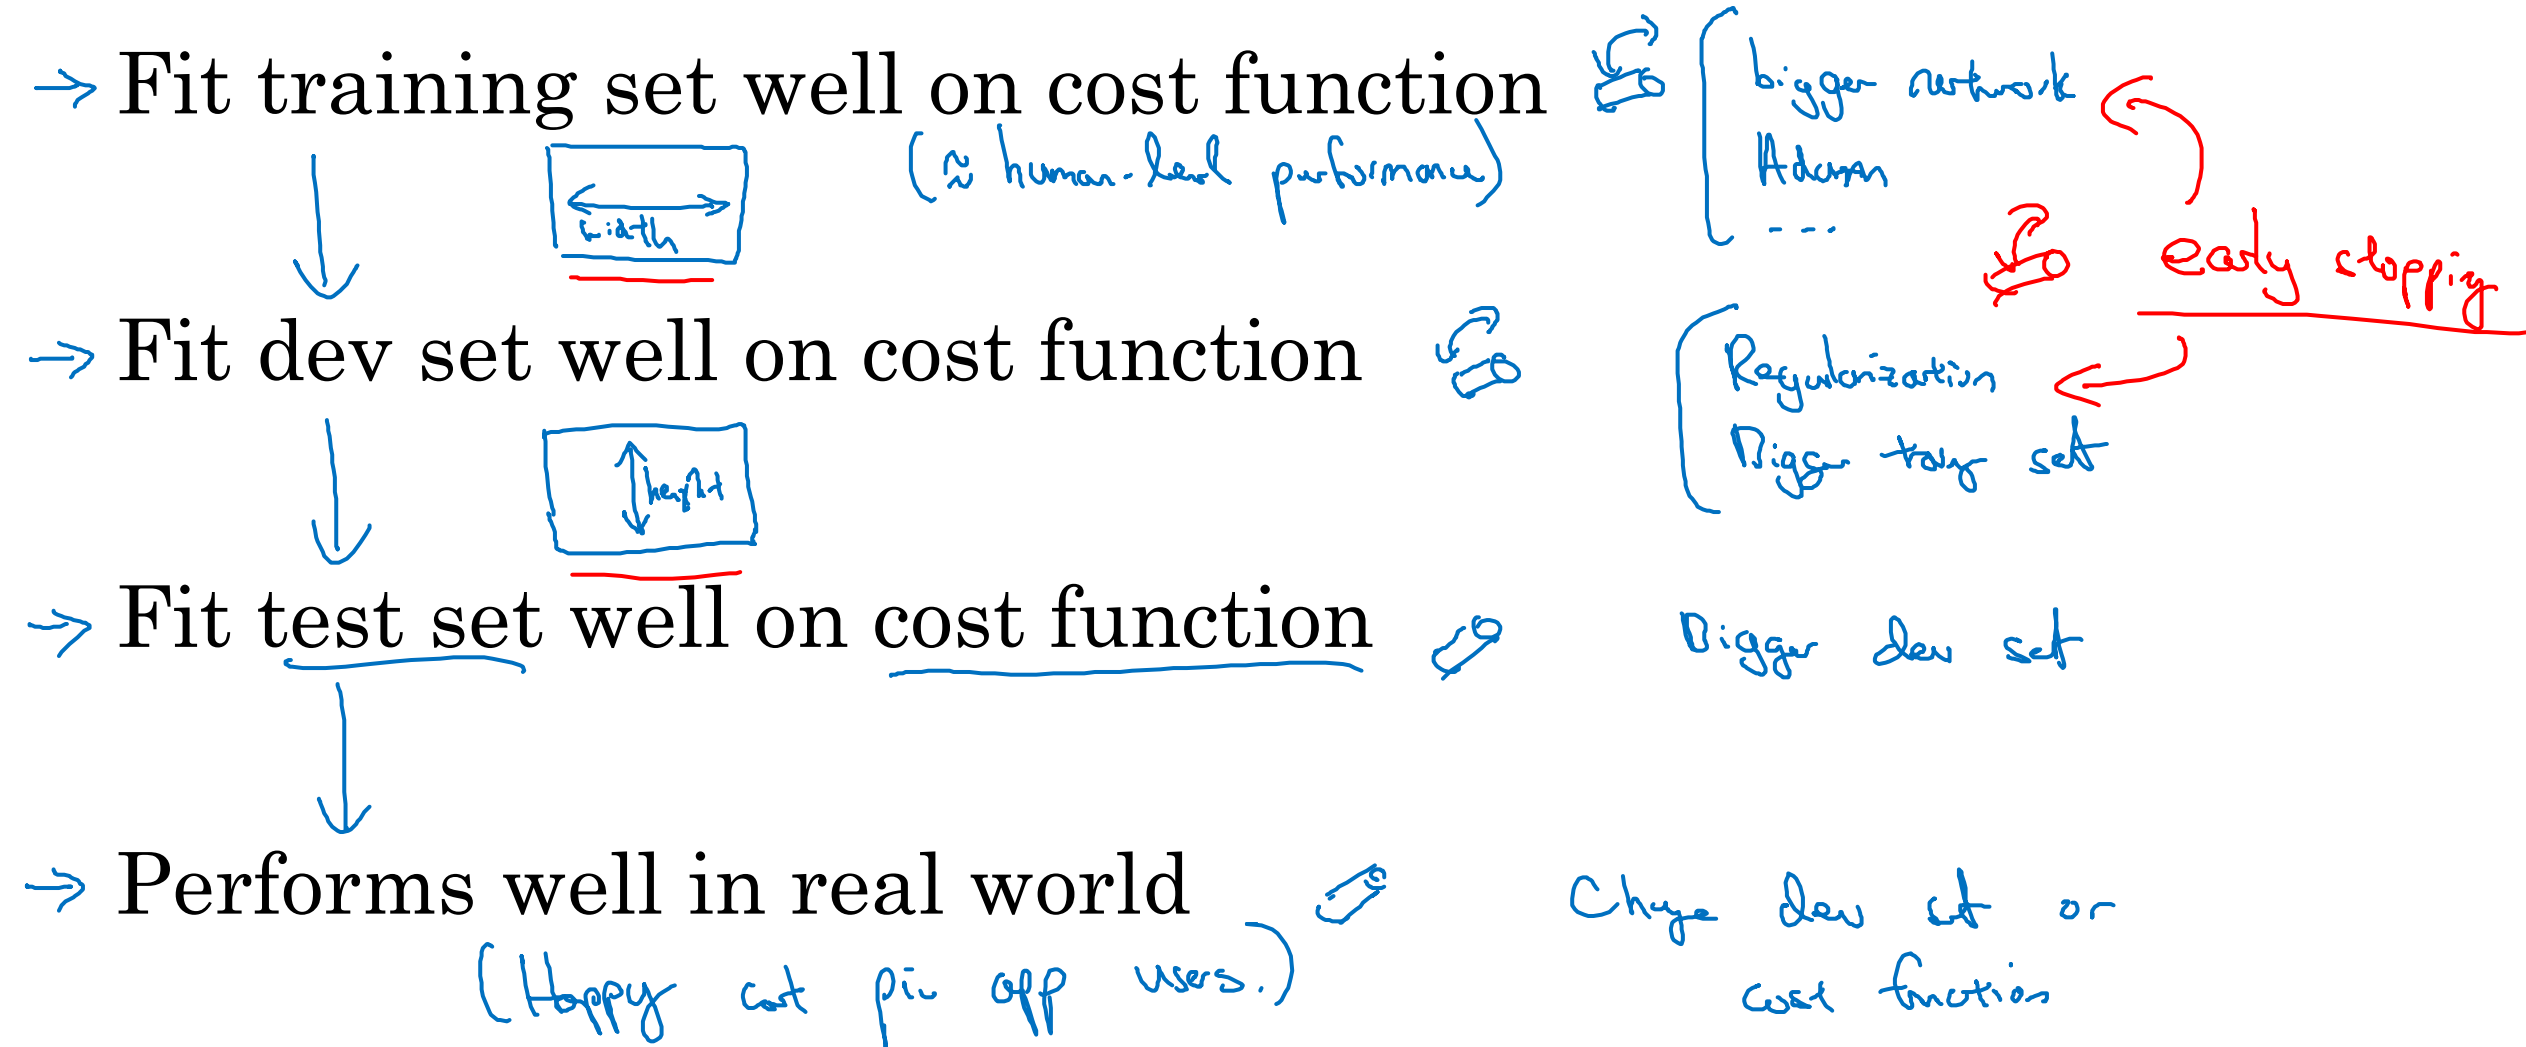 → Fit training set well on cost function
(≈ human-level performance)
bigger network
Adam
...
early stopping
width
→ Fit dev set well on cost function
Regularization
Bigger set
height
→ Fit test set well on cost function
Bigger dev set
→ Performs well in real world
(Happy cat pic app users.)
Change dev set or
cost function